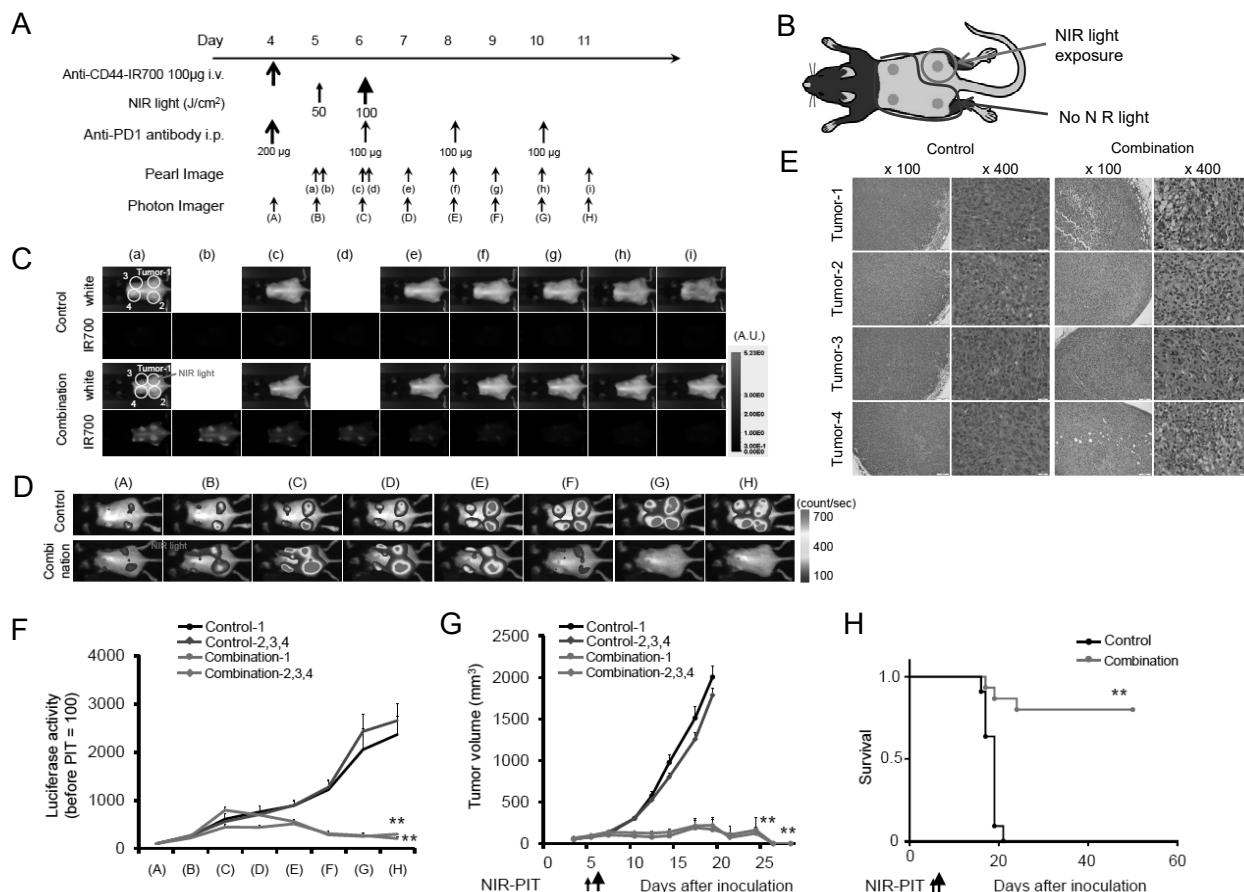 A
Day 4 5 6 7 8 9 10 11
Anti-CD44-IR700 100µg i.v.
NIR light (J/cm²)
50 100
Anti-PD1 antibody i.p.
200 µg 100 µg 100 µg 100 µg
Pearl Image
(a) (b) (c) (d) (e) (f) (g) (h) (i)
Photon Imager
(A) (B) (C) (D) (E) (F) (G) (H)
B
NIR light
exposure
No N R light
C
(a) (b) (c) (d) (e) (f) (g) (h) (i)
Control
white
3 Tumor-1
4 2
IR700
Combination
white
3 Tumor-1
NIR light
4 2
IR700
(A.U.)
5.23E0
3.00E0
1.00E0
3.00E-1
0.00E0
D
(A) (B) (C) (D) (E) (F) (G) (H)
Control
Combi
nation
NIR light
(count/sec)
700
400
100
E
Control Combination
x 100 x 400 x 100 x 400
Tumor-1
Tumor-2
Tumor-3
Tumor-4
F
Control-1
Control-2,3,4
Combination-1
Combination-2,3,4
Luciferase activity
(before PIT = 100)
4000
3000
2000
1000
0
**
**
(A) (B) (C) (D) (E) (F) (G) (H)
G
Control-1
Control-2,3,4
Combination-1
Combination-2,3,4
Tumor volume (mm³)
2500
2000
1500
1000
500
0
**
**
0 5 10 15 20 25 30
NIR-PIT Days after inoculation
H
Control
Combination
Survival
1.0
0.5
0
**
0 20 40 60
NIR-PIT Days after inoculation